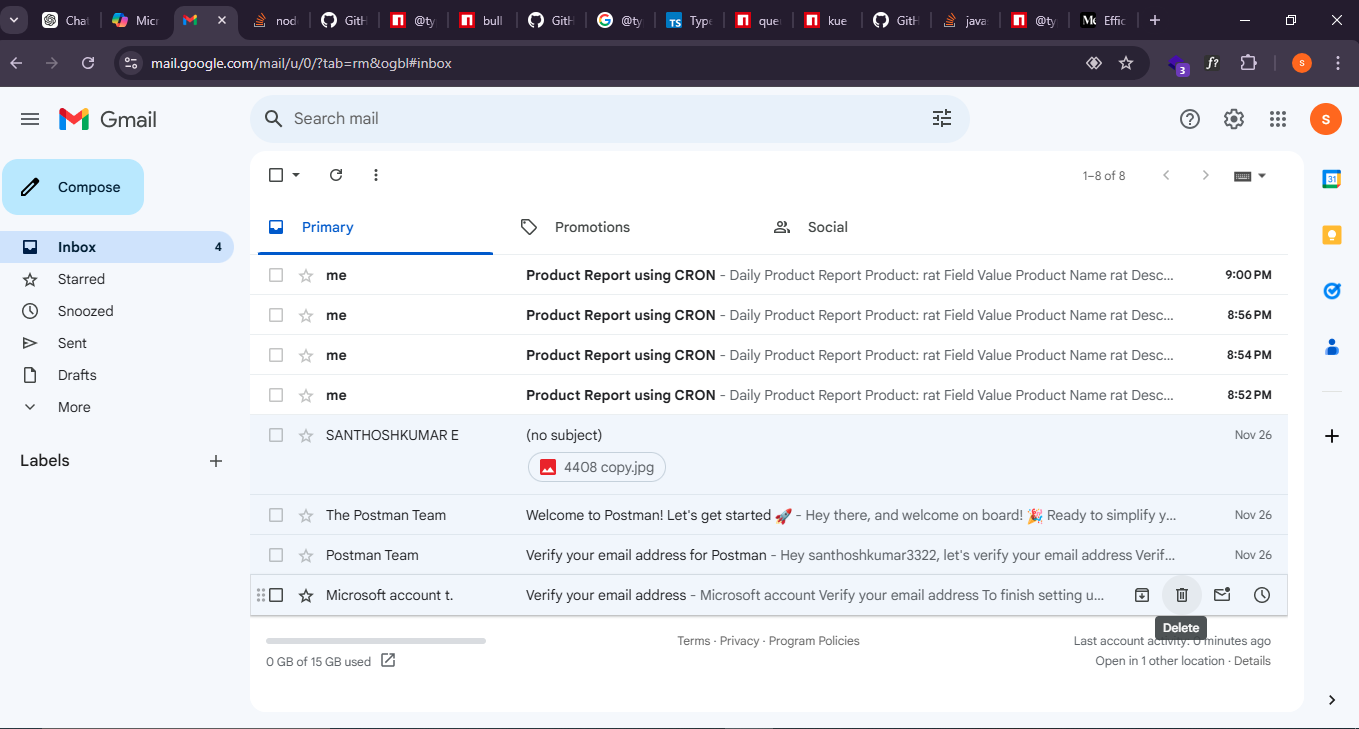 Chat
Micr
node
GitH
@ty
bull
GitH
@ty
Type
que
kue
GitH
java
@ty
Effic
mail.google.com/mail/u/0/?tab=rm&ogbl#inbox
3
f?
S
Gmail
Search mail
S
Compose
1–8 of 8
31
Primary
Promotions
Social
Inbox 4
Starred
Snoozed
Sent
Drafts
More
Labels
me Product Report using CRON - Daily Product Report Product: rat Field Value Product Name rat Desc... 9:00 PM
me Product Report using CRON - Daily Product Report Product: rat Field Value Product Name rat Desc... 8:56 PM
me Product Report using CRON - Daily Product Report Product: rat Field Value Product Name rat Desc... 8:54 PM
me Product Report using CRON - Daily Product Report Product: rat Field Value Product Name rat Desc... 8:52 PM
SANTHOSHKUMAR E (no subject) Nov 26
4408 copy.jpg
The Postman Team Welcome to Postman! Let's get started 🚀 - Hey there, and welcome on board! 🎉 Ready to simplify y... Nov 26
Postman Team Verify your email address for Postman - Hey santhoshkumar3322, let's verify your email address Verif... Nov 26
Microsoft account t. Verify your email address - Microsoft account Verify your email address To finish setting u...
Delete
0 GB of 15 GB used
Terms · Privacy · Program Policies
Last account activity: 0 minutes ago
Open in 1 other location · Details